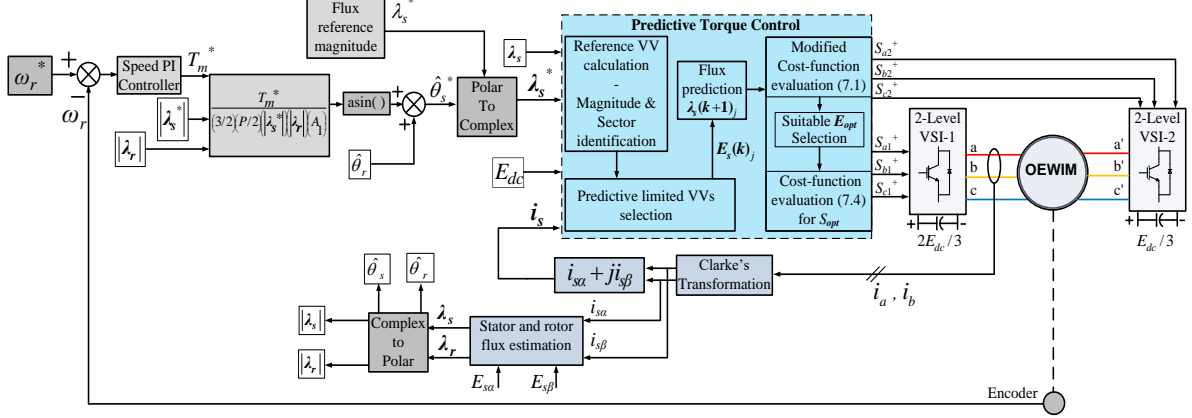 Flux
reference
magnitude
λs*
Predictive Torque Control
ωr*
+
Speed PI
Controller
Tm*
−
ωr
|λs*|
|λr|
Tm*
(3/2)(P/2)(|λs*|)(|λr|)(A1)
asin( )
+
+
θ̂s*
θ̂r
Polar
To
Complex
λs*
λs
Edc
is
Reference VV
calculation
-
Magnitude &
Sector
identification
Flux
prediction
λs(k+1)j
Es(k)j
Predictive limited VVs
selection
Modified
Cost-function
evaluation (7.1)
Suitable Eopt
Selection
Cost-function
evaluation (7.4)
for Sopt
Sa2+
Sb2+
Sc2+
Sa1+
Sb1+
Sc1+
2-Level
VSI-1
+ −
2Edc/3
a
b
c
OEWIM
a'
b'
c'
2-Level
VSI-2
+ −
Edc/3
isα + jisβ
Clarke's
Transformation
ia , ib
isα
isβ
θ̂s
θ̂r
|λs|
|λr|
Complex
to
Polar
λs
λr
Stator and rotor
flux estimation
Esα
Esβ
Encoder